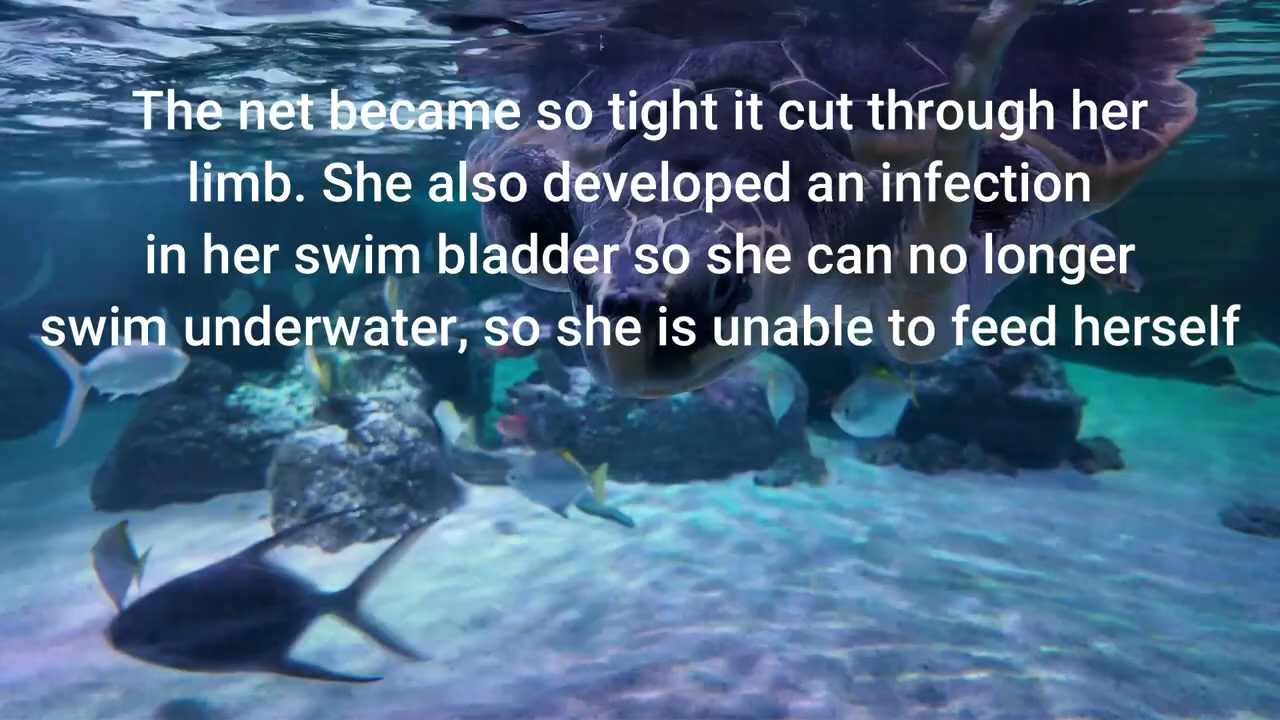 The net became so tight it cut through her
limb. She also developed an infection
in her swim bladder so she can no longer
swim underwater, so she is unable to feed herself